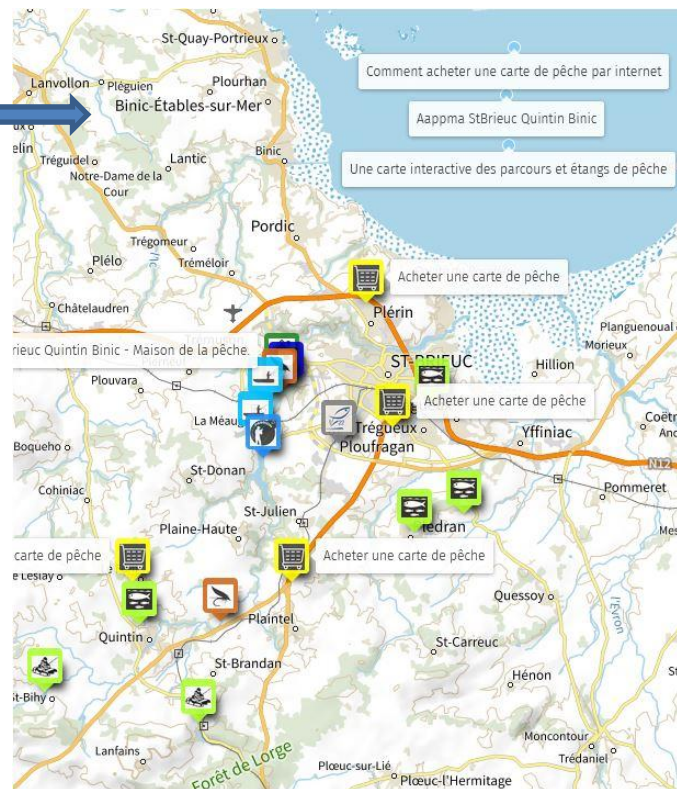 St-Quay-Portrieux
Comment acheter une carte de pêche par internet
Lanvollon
Pléguien
Plourhan
Binic-Étables-sur-Mer
Aappma StBrieuc Quintin Binic
Tréguidel
Lantic
Binic
Une carte interactive des parcours et étangs de pêche
Notre-Dame de la
Cour
Pordic
Trégomeur
l'Ic
Plélo
Tréméloir
Acheter une carte de pêche
Châtelaudren
Plérin
Planguenoual
rieuc Quintin Binic - Maison de la pêche.
Morieux
ST-BRIEUC
Hillion
Plouvara
Acheter une carte de pêche
La Méau
Trégueux
Ploufragan
Yffiniac
Boqueho
St-Donan
N12
Cohiniac
Pommeret
St-Julien
Plaine-Haute
lédran
carte de pêche
Acheter une carte de pêche
Leslay
Quessoy
l'Evron
Plaintel
Quintin
St-Carreuc
St-Brandan
Hénon
St-Bihy
Moncontour
Lanfains
Trédaniel
Forêt de Lorge
Plœuc-sur-Lié
Plœuc-l'Hermitage